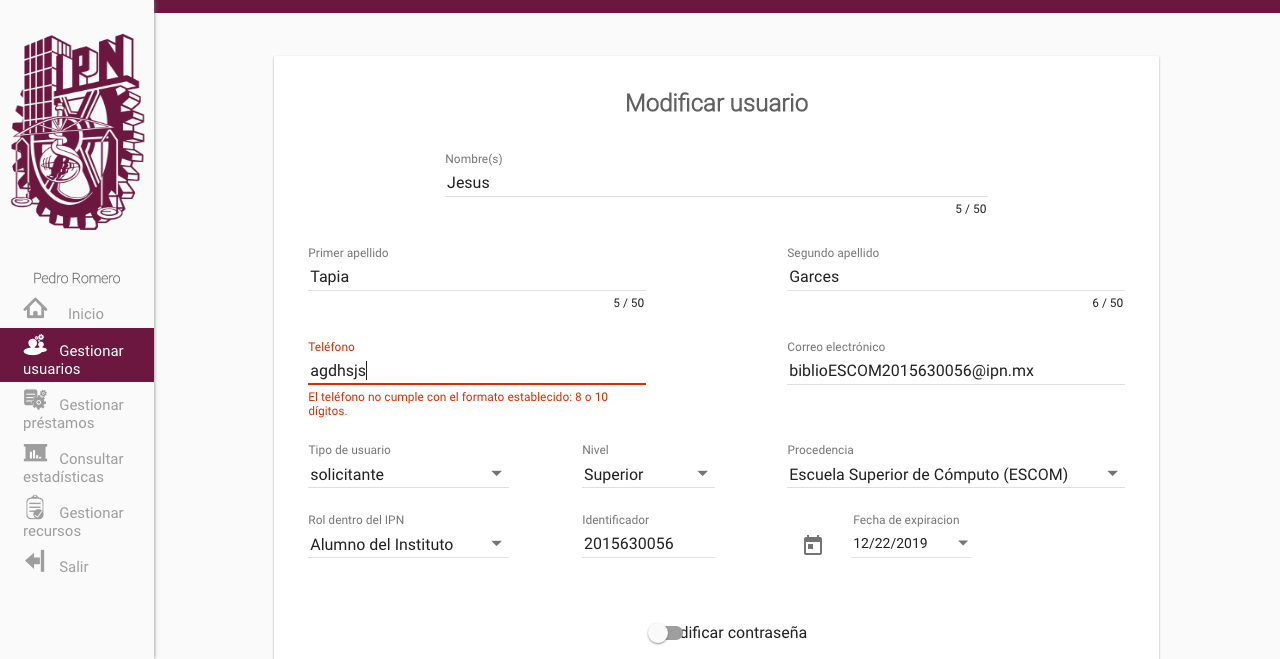 IPN
Pedro Romero
Inicio
Gestionar
usuarios
Gestionar
préstamos
Consultar
estadísticas
Gestionar
recursos
Salir
Modificar usuario
Nombre(s)
Jesus
5 / 50
Primer apellido
Tapia
5 / 50
Segundo apellido
Garces
6 / 50
Teléfono
agdhsjs
El teléfono no cumple con el formato establecido: 8 o 10
dígitos.
Correo electrónico
biblioESCOM2015630056@ipn.mx
Tipo de usuario
solicitante
Nivel
Superior
Procedencia
Escuela Superior de Cómputo (ESCOM)
Rol dentro del IPN
Alumno del Instituto
Identificador
2015630056
Fecha de expiracion
12/22/2019
dificar contraseña